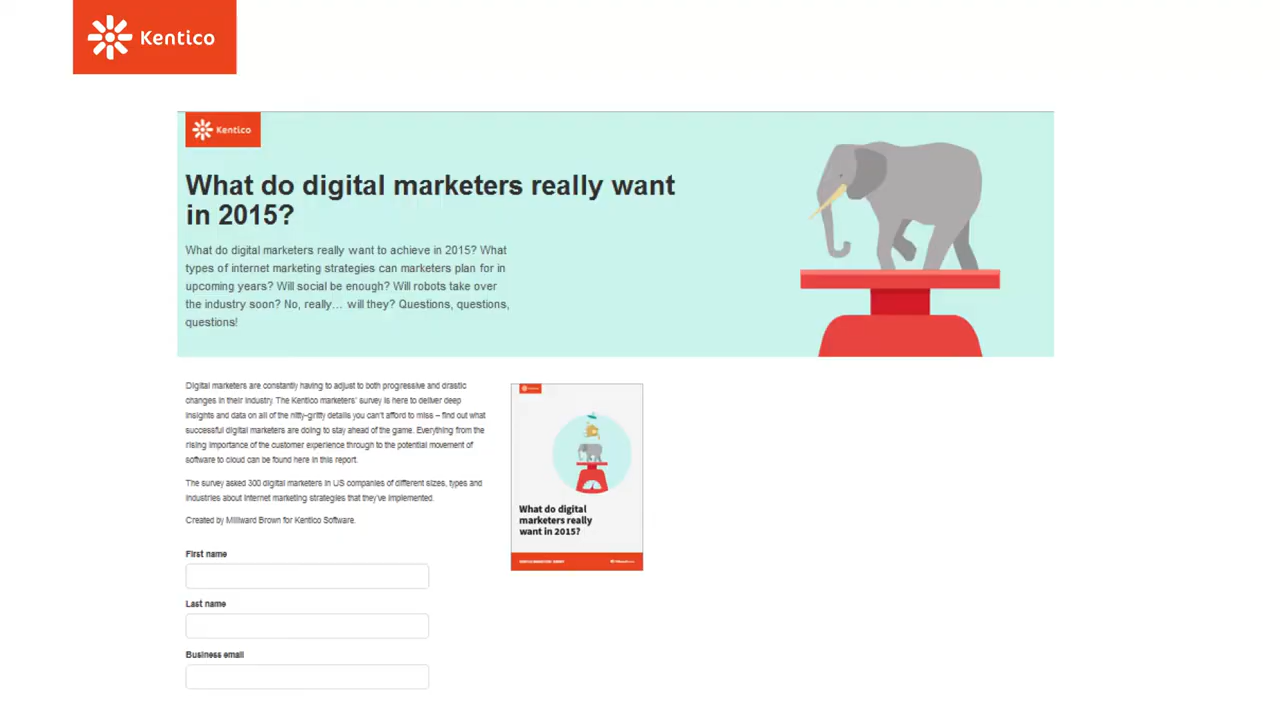 Kentico
Kentico
What do digital marketers really want
in 2015?
What do digital marketers really want to achieve in 2015? What
types of internet marketing strategies can marketers plan for in
upcoming years? Will social be enough? Will robots take over
the industry soon? No, really… will they? Questions, questions,
questions!
Digital marketers are constantly having to adjust to both progressive and drastic
changes in their industry. The Kentico marketers' survey is here to deliver deep
insights and data on all of the nitty-gritty details you can't afford to miss – find out what
successful digital marketers are doing to stay ahead of the game. Everything from the
rising importance of the customer experience through to the potential movement of
software to cloud can be found here in this report.
The survey asked 300 digital marketers in US companies of different sizes, types and
industries about internet marketing strategies that they've implemented.
Created by Millward Brown for Kentico Software.
What do digital
marketers really
want in 2015?
First name
Last name
Business email